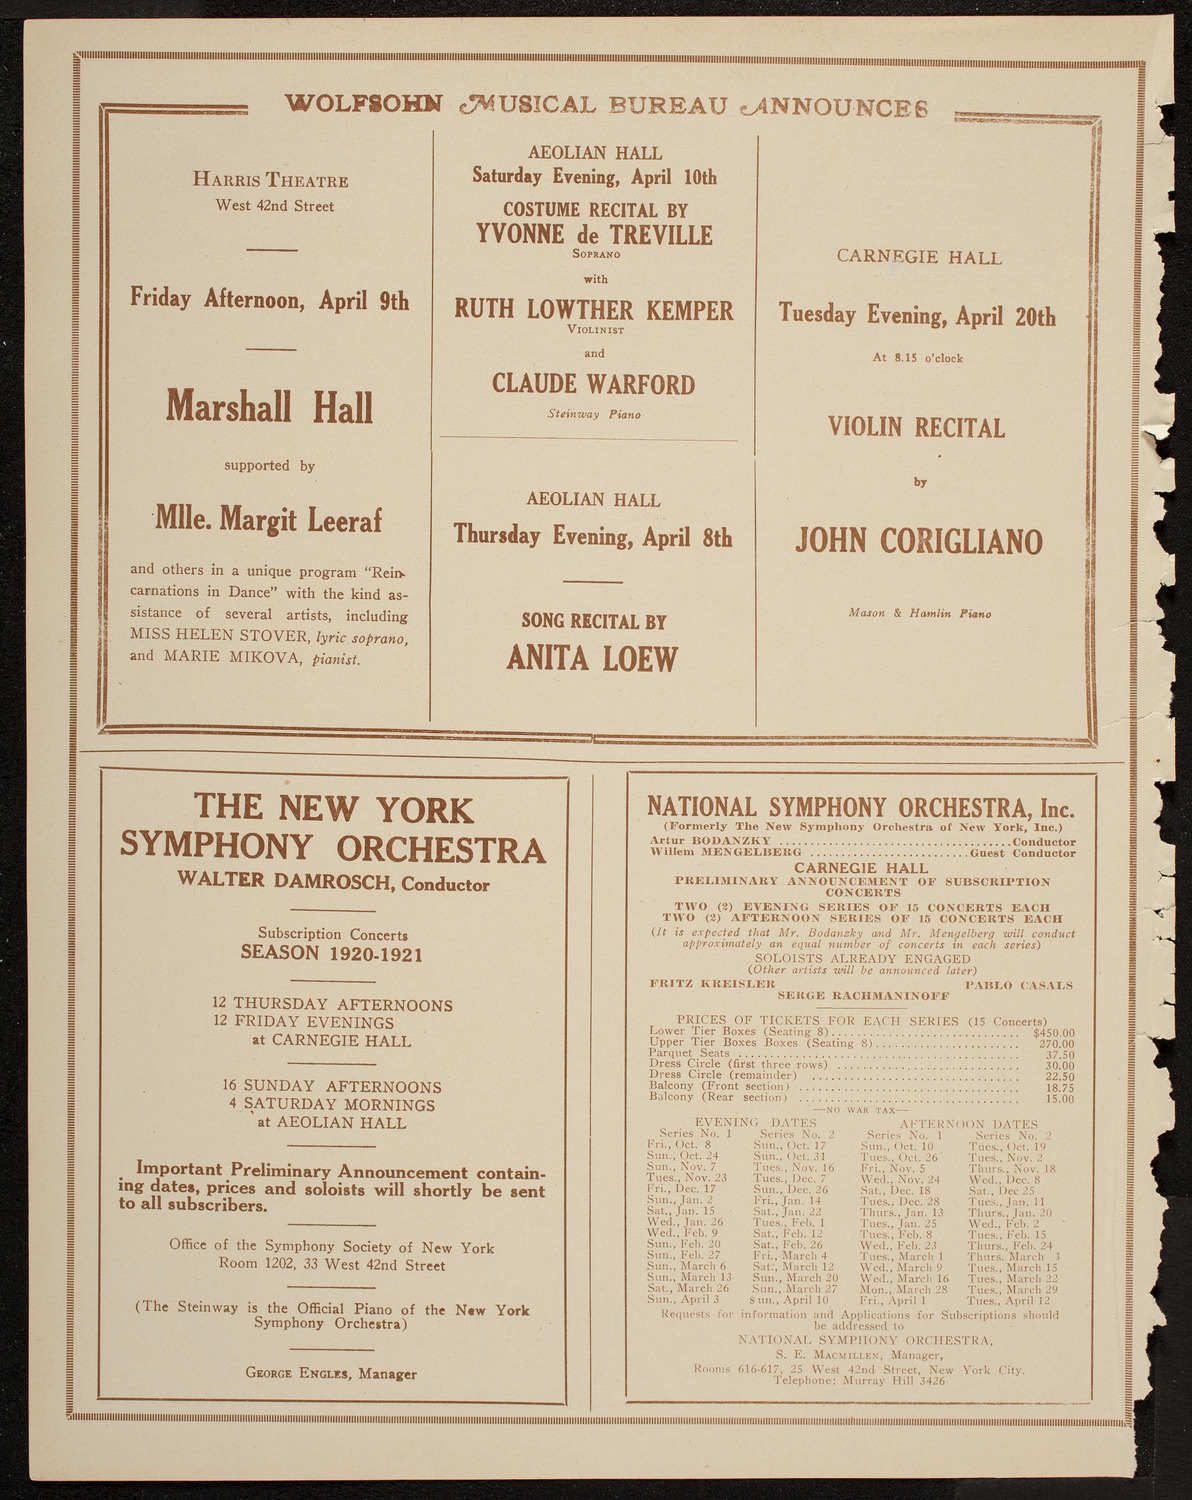 WOLFSOHN MUSICAL BUREAU ANNOUNCES
HARRIS THEATRE
West 42nd Street
Friday Afternoon, April 9th
Marshall Hall
supported by
Mlle. Margit Leeraf
and others in a unique program "Rein-
carnations in Dance" with the kind as-
sistance of several artists, including
MISS HELEN STOVER, lyric soprano,
and MARIE MIKOVA, pianist.
AEOLIAN HALL
Saturday Evening, April 10th
COSTUME RECITAL BY
YVONNE de TREVILLE
SOPRANO
with
RUTH LOWTHER KEMPER
VIOLINIST
and
CLAUDE WARFORD
Steinway Piano
AEOLIAN HALL
Thursday Evening, April 8th
SONG RECITAL BY
ANITA LOEW
CARNEGIE HALL
Tuesday Evening, April 20th
At 8.15 o'clock
VIOLIN RECITAL
by
JOHN CORIGLIANO
Mason & Hamlin Piano
THE NEW YORK
SYMPHONY ORCHESTRA
WALTER DAMROSCH, Conductor
Subscription Concerts
SEASON 1920-1921
12 THURSDAY AFTERNOONS
12 FRIDAY EVENINGS
at CARNEGIE HALL
16 SUNDAY AFTERNOONS
4 SATURDAY MORNINGS
at AEOLIAN HALL
Important Preliminary Announcement contain-
ing dates, prices and soloists will shortly be sent
to all subscribers.
Office of the Symphony Society of New York
Room 1202, 33 West 42nd Street
(The Steinway is the Official Piano of the New York
Symphony Orchestra)
GEORGE ENGLES, Manager
NATIONAL SYMPHONY ORCHESTRA, Inc.
(Formerly The New Symphony Orchestra of New York, Inc.)
Artur BODANZKY ........................ Conductor
Willem MENGELBERG ................ Guest Conductor
CARNEGIE HALL
PRELIMINARY ANNOUNCEMENT OF SUBSCRIPTION
CONCERTS
TWO (2) EVENING SERIES OF 15 CONCERTS EACH
TWO (2) AFTERNOON SERIES OF 15 CONCERTS EACH
(It is expected that Mr. Bodanzky and Mr. Mengelberg will conduct
approximately an equal number of concerts in each series)
SOLOISTS ALREADY ENGAGED
(Other artists will be announced later)
FRITZ KREISLER PABLO CASALS
SERGE RACHMANINOFF
PRICES OF TICKETS FOR EACH SERIES (15 Concerts)
Lower Tier Boxes (Seating 8)........................ $450.00
Upper Tier Boxes Boxes (Seating 8)................ 270.00
Parquet Seats ........................ 37.50
Dress Circle (first three rows) ........................ 30.00
Dress Circle (remainder) ........................ 22.50
Balcony (Front section) ........................ 18.75
Balcony (Rear section) ........................ 15.00
—NO WAR TAX—
EVENING DATES AFTERNOON DATES
Series No. 1 Series No. 2 Series No. 1 Series No. 2
Fri., Oct. 8 Sun., Oct. 17 Sun., Oct. 10 Tues., Oct. 19
Sun., Oct. 24 Sun., Oct. 31 Tues., Oct. 26 Tues., Nov. 2
Sun., Nov. 7 Tues., Nov. 16 Fri., Nov. 5 Thurs., Nov. 18
Tues., Nov. 23 Tues., Dec. 7 Wed., Nov. 24 Wed., Dec. 8
Fri., Dec. 17 Sun., Dec. 26 Sat., Dec. 18 Sat., Dec 25
Sun., Jan. 2 Fri., Jan. 14 Tues., Dec. 28 Tues., Jan. 11
Sat., Jan. 15 Sat., Jan. 22 Thurs., Jan. 13 Thurs., Jan. 20
Wed., Jan. 26 Tues., Feb. 1 Tues., Jan. 25 Wed., Feb. 2
Wed., Feb. 9 Sat., Feb. 12 Tues., Feb. 8 Tues., Feb. 15
Sun., Feb. 20 Sat., Feb. 26 Wed., Feb. 23 Thurs., Feb. 24
Sun., Feb. 27 Fri., March 4 Tues., March 1 Thurs. March 3
Sun., March 6 Sat., March 12 Wed., March 9 Tues., March 15
Sun., March 13 Sun., March 20 Wed., March 16 Tues., March 22
Sat., March 26 Sun., March 27 Mon., March 28 Tues., March 29
Sun., April 3 Sun., April 10 Fri., April 1 Tues., April 12
Requests for information and Applications for Subscriptions should
be addressed to
NATIONAL SYMPHONY ORCHESTRA,
S. E. MACMILLEN, Manager,
Rooms 616-617, 25 West 42nd Street, New York City.
Telephone: Murray Hill 3426